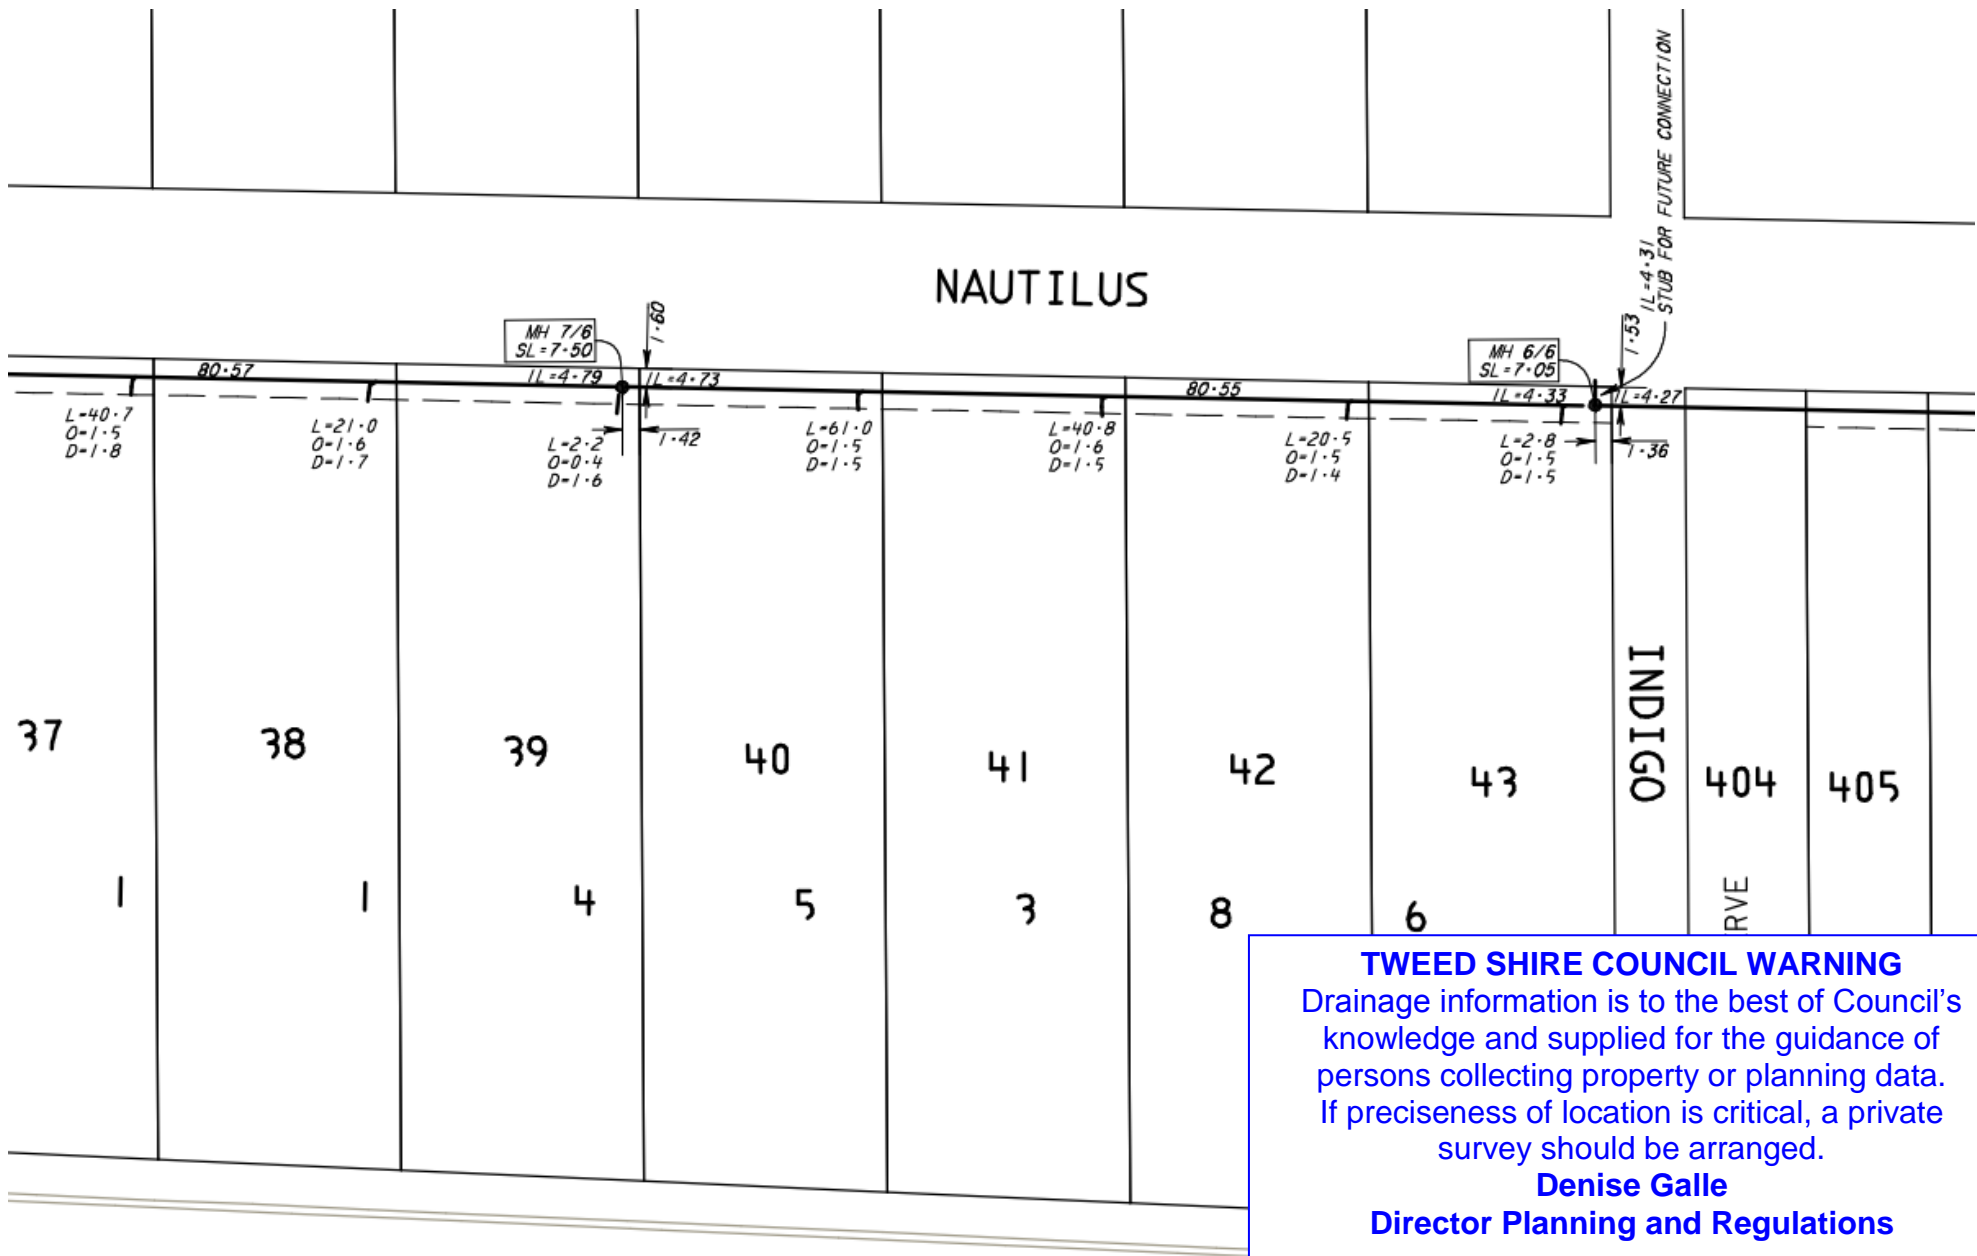 IL=4·31
STUB FOR FUTURE CONNECTION
NAUTILUS
MH 7/6
SL=7·50
1·60
MH 6/6
SL=7·05
1·53
80·57
IL=4·79
IL=4·73
80·55
IL=4·33
IL=4·27
L=40·7
O=1·5
D=1·8
L=21·0
O=1·6
D=1·7
L=2·2
O=0·4
D=1·6
1·42
L=61·0
O=1·5
D=1·5
L=40·8
O=1·6
D=1·5
L=20·5
O=1·5
D=1·4
L=2·8
O=1·5
D=1·5
1·36
INDIGO
37
38
39
40
41
42
43
404
405
1
1
4
5
3
8
6
RVE
TWEED SHIRE COUNCIL WARNING
Drainage information is to the best of Council’s
knowledge and supplied for the guidance of
persons collecting property or planning data.
If preciseness of location is critical, a private
survey should be arranged.
Denise Galle
Director Planning and Regulations